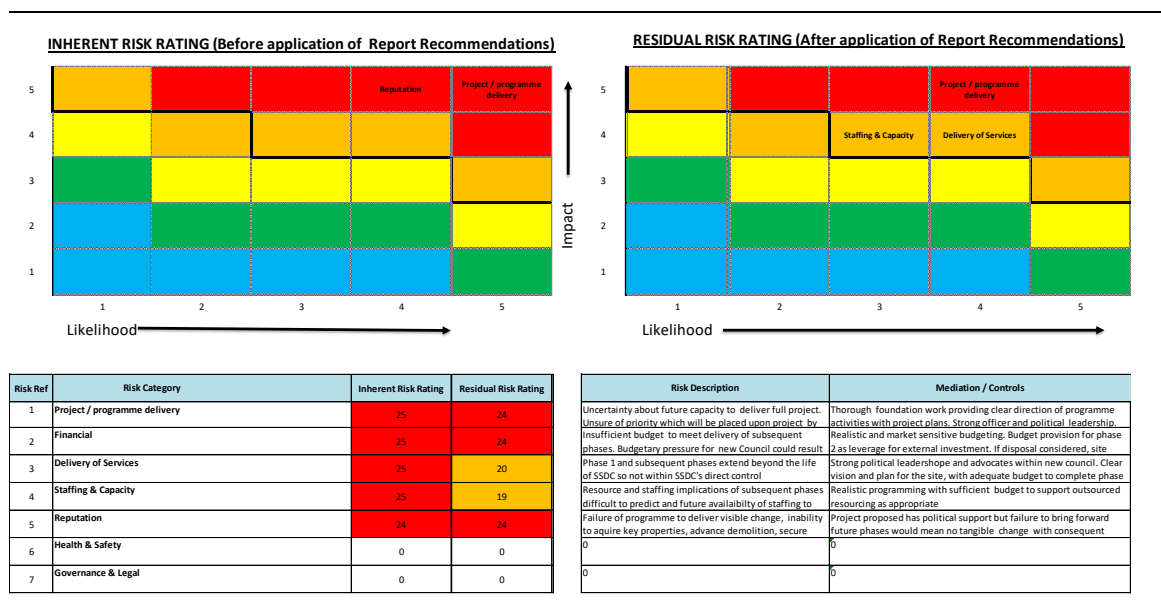 INHERENT RISK RATING (Before application of Report Recommendations)
RESIDUAL RISK RATING (After application of Report Recommendations)
5
Reputation
Project / programme
delivery
4
3
2
1
1 2 3 4 5
Likelihood
Impact
5
Project / programme
delivery
4
Staffing & Capacity
Delivery of Services
3
2
1
1 2 3 4 5
Likelihood
Risk Ref Risk Category Inherent Risk Rating Residual Risk Rating
1 Project / programme delivery 25 24
2 Financial 25 24
3 Delivery of Services 25 20
4 Staffing & Capacity 25 19
5 Reputation 24 24
6 Health & Safety 0 0
7 Governance & Legal 0 0
Risk Description Mediation / Controls
Uncertainty about future capacity to deliver full project.
Unsure of priority which will be placed upon project by
Thorough foundation work providing clear direction of programme
activities with project plans. Strong officer and political leadership.
Insufficient budget to meet delivery of subsequent
phases. Budgetary pressure for new Council could result
Realistic and market sensitive budgeting. Budget provision for phase
2 as leverage for external investment. If disposal considered, site
Phase 1 and subsequent phases extend beyond the life
of SSDC so not within SSDC's direct control
Strong political leadershope and advocates within new council. Clear
vision and plan for the site, with adequate budget to complete phase
Resource and staffing implications of subsequent phases
difficult to predict and future availabilty of staffing to
Realistic programming with sufficient budget to support outsourced
resourcing as appropriate
Failure of programme to deliver visible change, inability
to aquire key properties, advance demolition, secure
Project proposed has political support but failure to bring forward
future phases would mean no tangible change with consequent
0 0
0 0